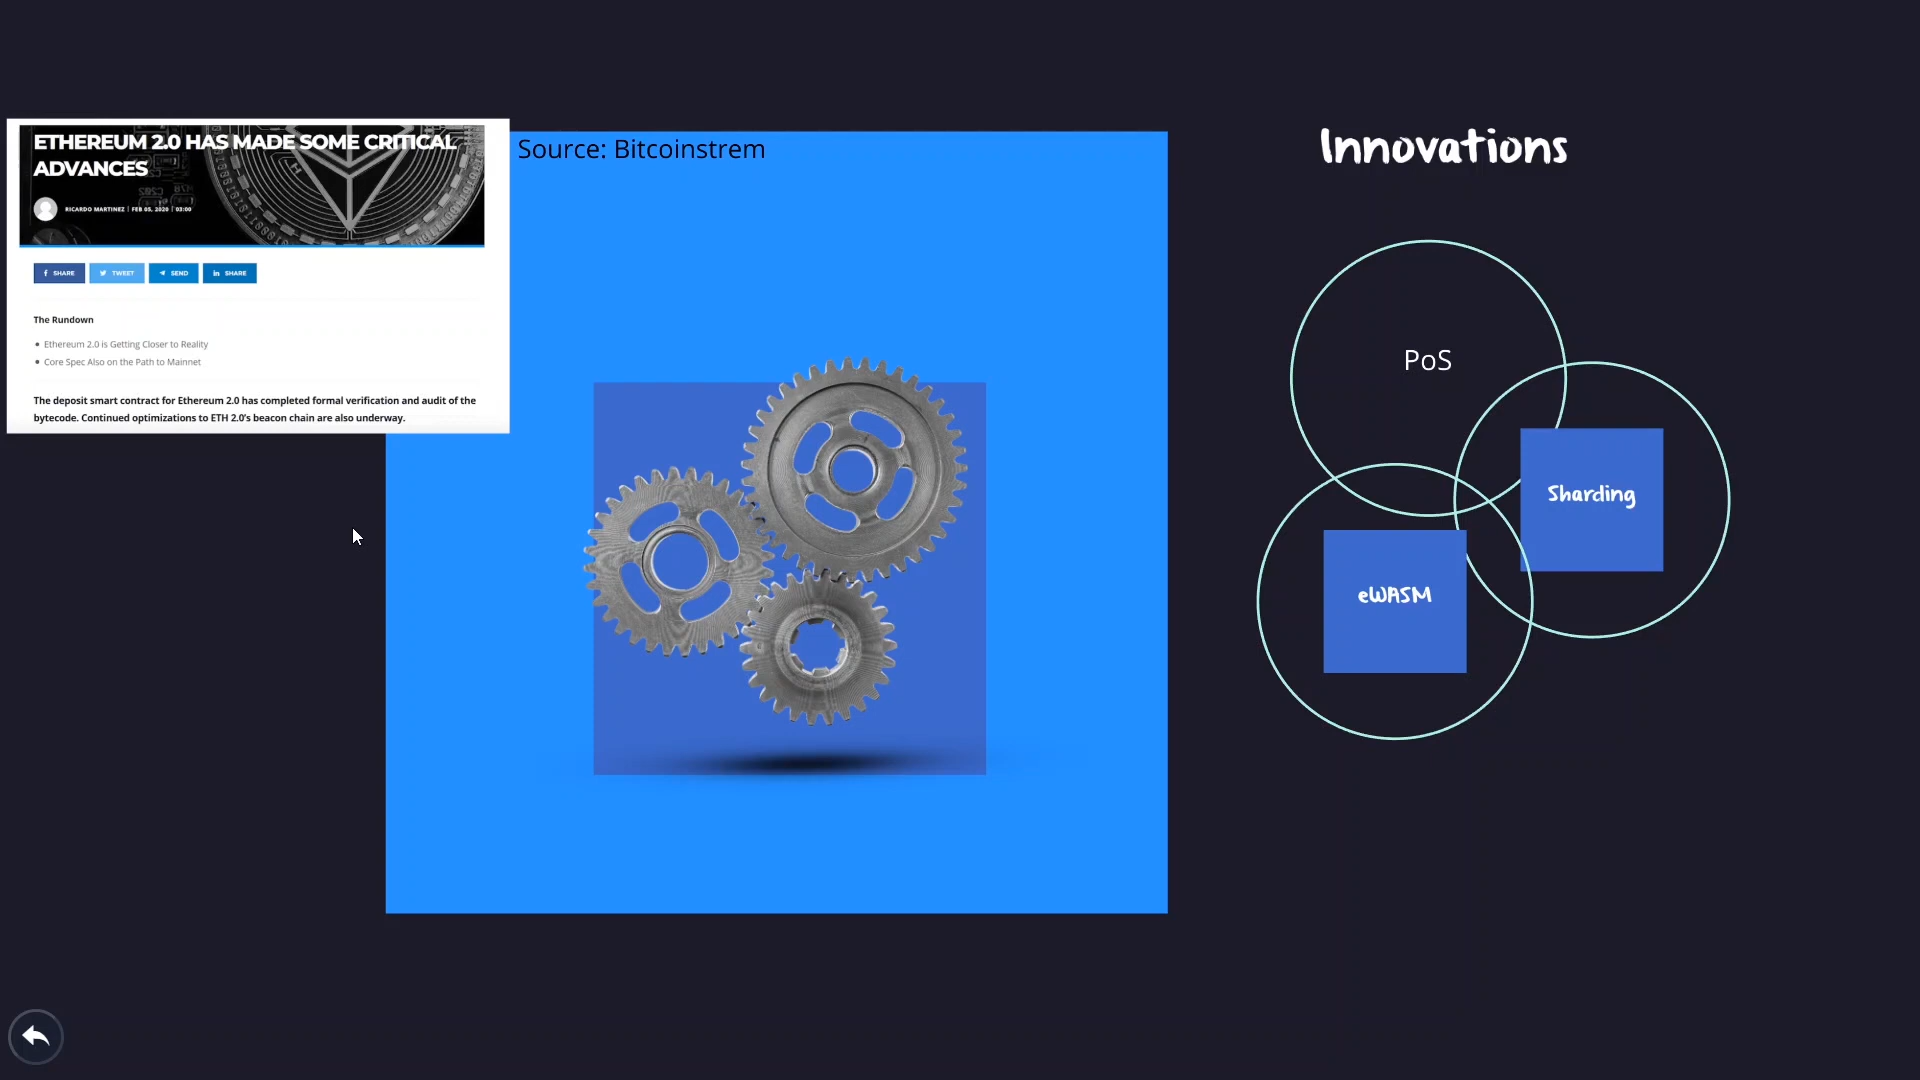 ETHEREUM 2.0 HAS MADE SOME CRITICAL
ADVANCES
RICARDO MARTINEZ | FEB 05, 2020 | 03:00
SHARE TWEET SEND SHARE
The Rundown
Ethereum 2.0 is Getting Closer to Reality
Core Spec Also on the Path to Mainnet
The deposit smart contract for Ethereum 2.0 has completed formal verification and audit of the
bytecode. Continued optimizations to ETH 2.0's beacon chain are also underway.
Source: Bitcoinstrem
Innovations
PoS
Sharding
eWASM